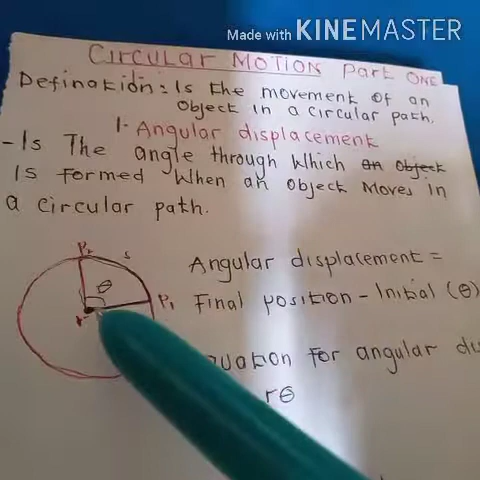 Made with KINEMASTER
CIRCULAR MOTION Part ONE
Defination: Is the movement of an
object in a circular path.
1- Angular displacement
- Is The angle through which an object
Is formed when an object moves in
a circular path.
P2
s
θ
P1
r
Angular displacement =
Final position - Initial (θ)
for angular
rθ